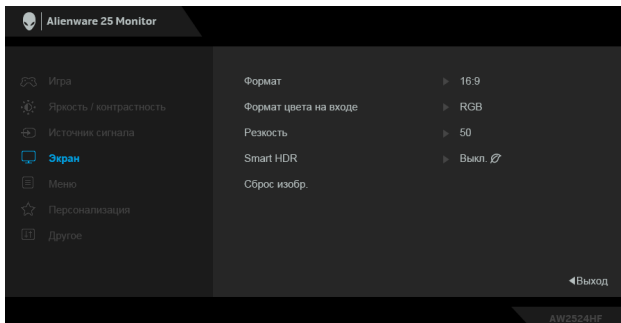 Alienware 25 Monitor
Игра
Яркость / контрастность
Источник сигнала
Экран
Меню
Персонализация
Другое
Формат 16:9
Формат цвета на входе RGB
Резкость 50
Smart HDR Выкл.
Сброс изобр.
Выход
AW2524HF